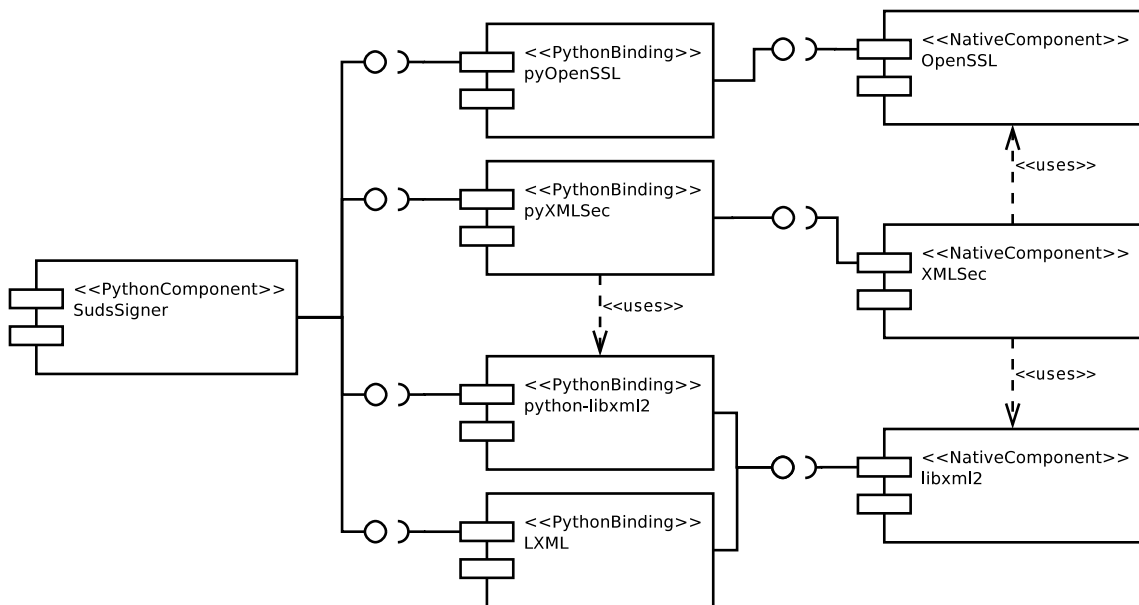 <<PythonBinding>>
pyOpenSSL
<<NativeComponent>>
OpenSSL
<<uses>>
<<PythonBinding>>
pyXMLSec
<<NativeComponent>>
XMLSec
<<PythonComponent>>
SudsSigner
<<uses>>
<<uses>>
<<PythonBinding>>
python-libxml2
<<NativeComponent>>
libxml2
<<PythonBinding>>
LXML